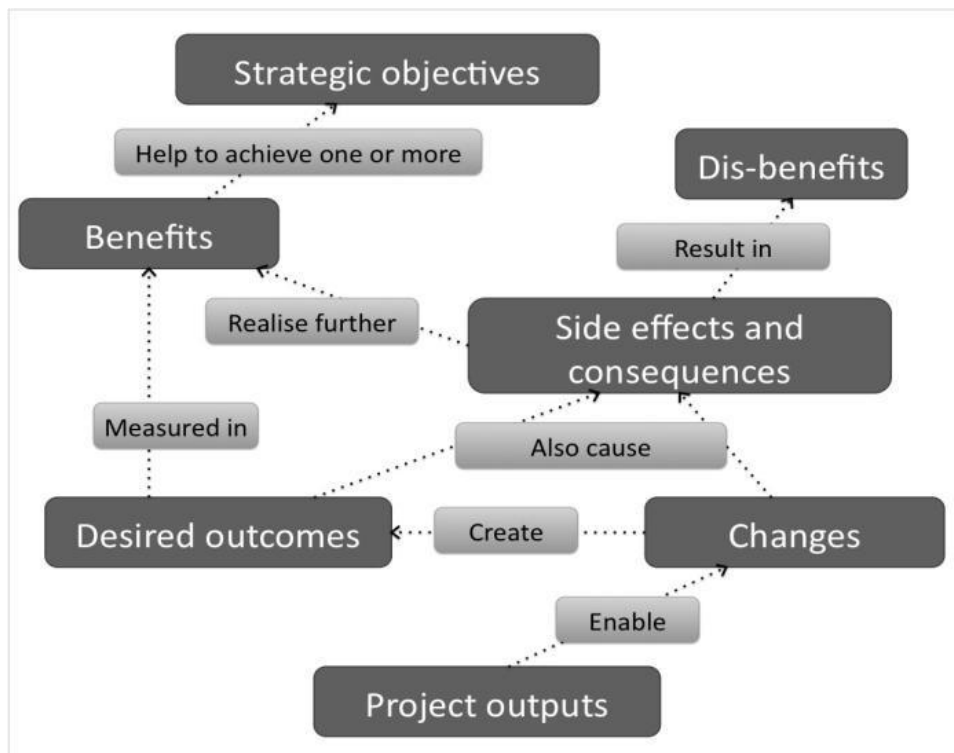 Strategic objectives
Help to achieve one or more
Dis-benefits
Benefits
Result in
Realise further
Side effects and
consequences
Measured in
Also cause
Desired outcomes
Create
Changes
Enable
Project outputs